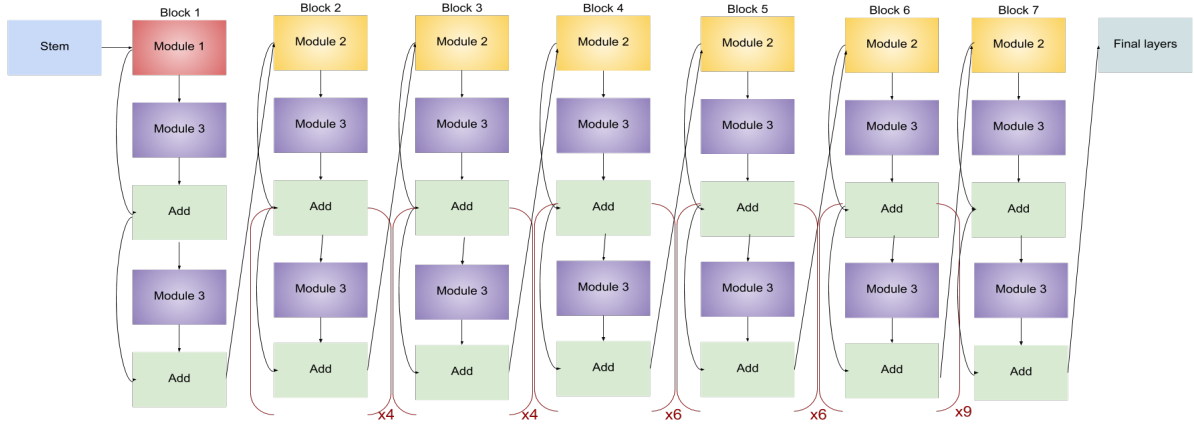 Block 1
Block 2
Block 3
Block 4
Block 5
Block 6
Block 7
Stem
Module 1
Module 2
Module 2
Module 2
Module 2
Module 2
Module 2
Final layers
Module 3
Module 3
Module 3
Module 3
Module 3
Module 3
Module 3
Add
Add
Add
Add
Add
Add
Add
Module 3
Module 3
Module 3
Module 3
Module 3
Module 3
Module 3
Add
Add
Add
Add
Add
Add
Add
x4
x4
x6
x6
x9